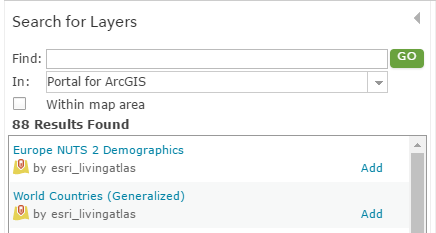 Search for Layers
Find: GO
In: Portal for ArcGIS
Within map area
88 Results Found
Europe NUTS 2 Demographics
by esri_livingatlas Add
World Countries (Generalized)
by esri_livingatlas Add